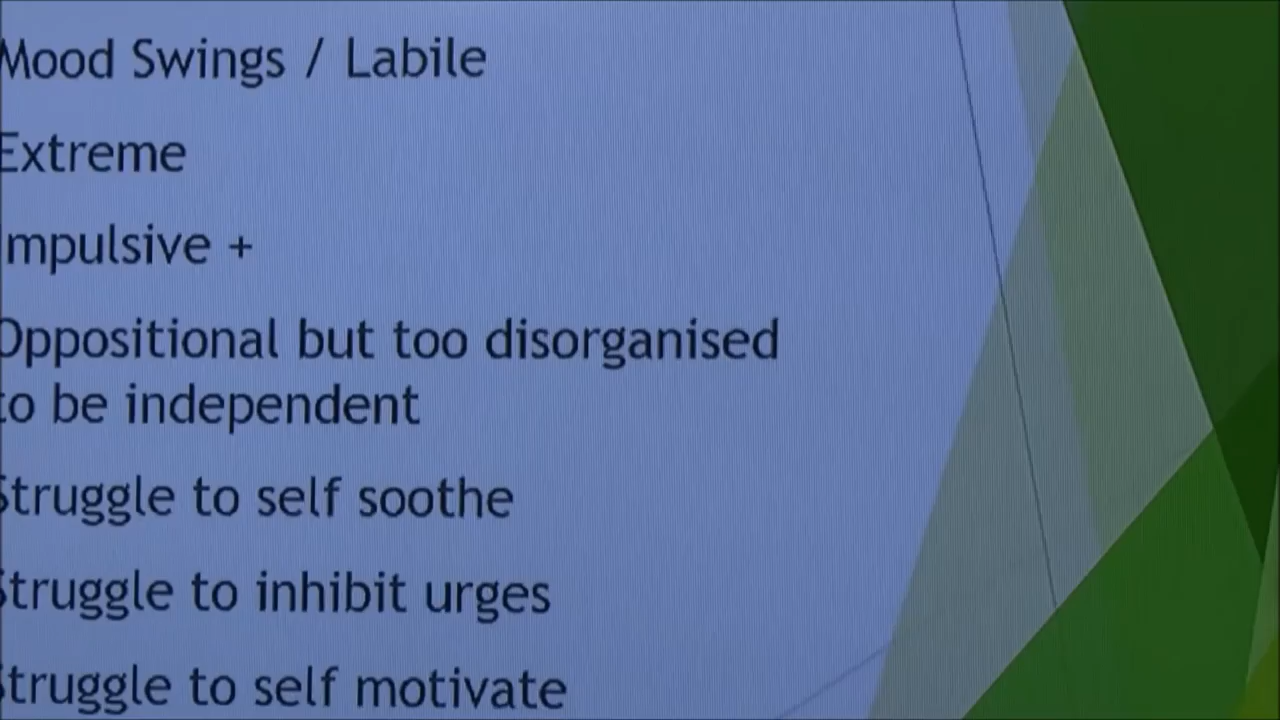 Mood Swings / Labile
Extreme
Impulsive +
Oppositional but too disorganised
to be independent
Struggle to self soothe
Struggle to inhibit urges
Struggle to self motivate